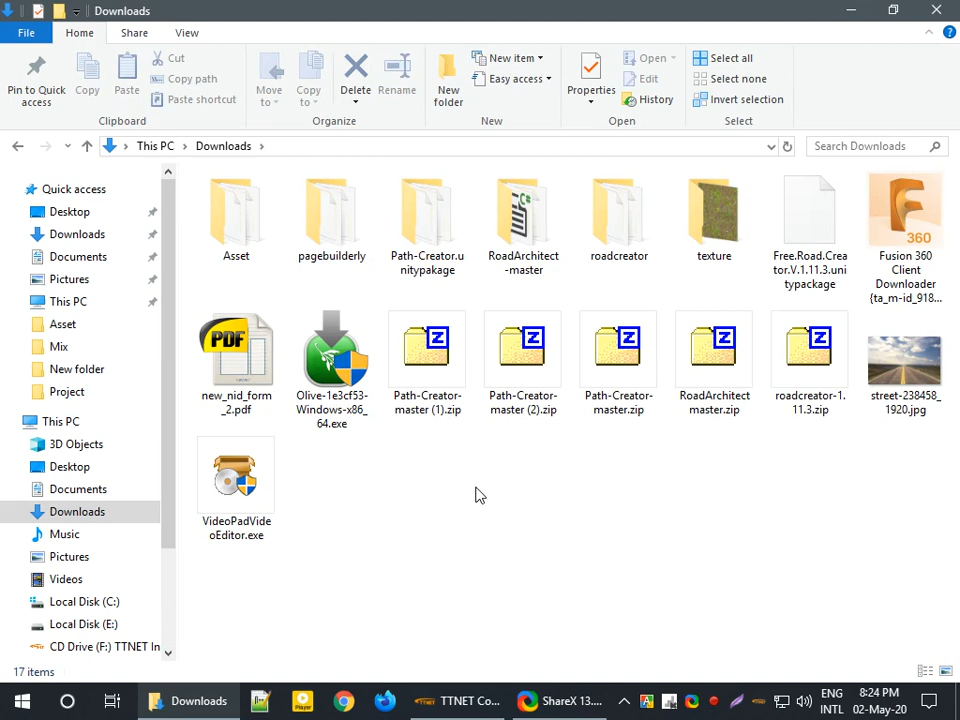 Downloads
File
Home
Share
View
Pin to Quick access
Copy
Paste
Cut
Copy path
Paste shortcut
Clipboard
Move to
Copy to
Delete
Rename
Organize
New folder
New item
Easy access
New
Properties
Open
Edit
History
Open
Select all
Select none
Invert selection
Select
This PC
Downloads
Search Downloads
Quick access
Desktop
Downloads
Documents
Pictures
This PC
Asset
Mix
New folder
Project
This PC
3D Objects
Desktop
Documents
Downloads
Music
Pictures
Videos
Local Disk (C:)
Local Disk (E:)
CD Drive (F:) TTNET In
Asset
pagebuilderly
Path-Creator.u
nitypakage
RoadArchitect
-master
roadcreator
texture
Free.Road.Crea
tor.V.1.11.3.uni
typackage
360
Fusion 360
Client
Downloader
{ta_m-id_918...
PDF
new_nid_form
_2.pdf
Olive-1e3cf53-
Windows-x86_
64.exe
Path-Creator-
master (1).zip
Path-Creator-
master (2).zip
Path-Creator-
master.zip
RoadArchitect
master.zip
roadcreator-1.
11.3.zip
street-238458_
1920.jpg
VideoPadVide
oEditor.exe
17 items
Downloads
Player
TTNET Co...
ShareX 13....
ENG
INTL
8:24 PM
02-May-20